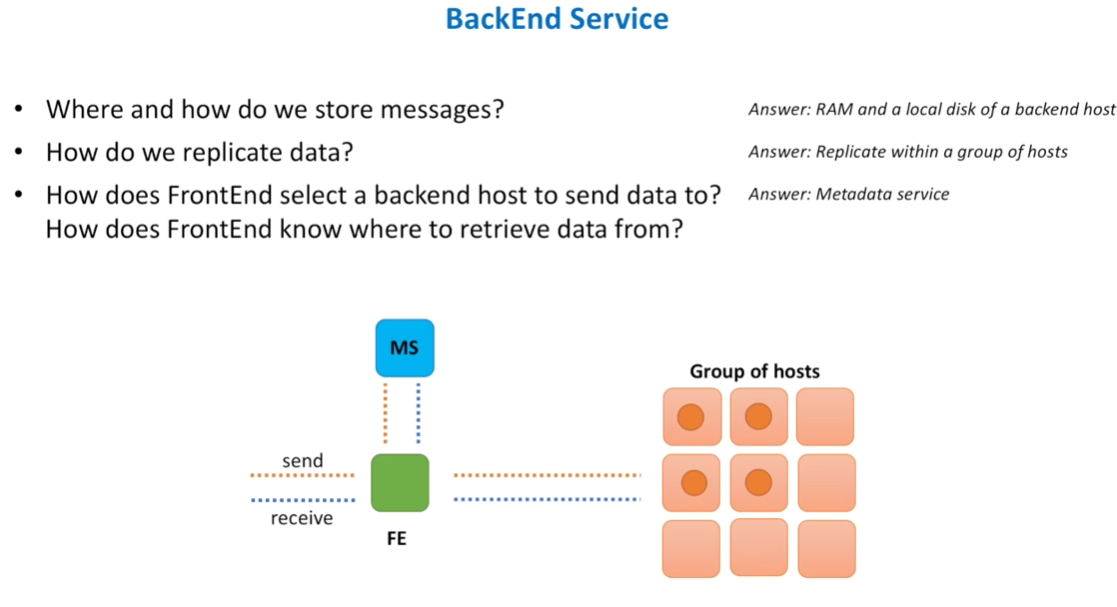 BackEnd Service
• Where and how do we store messages?
Answer: RAM and a local disk of a backend host
• How do we replicate data?
Answer: Replicate within a group of hosts
• How does FrontEnd select a backend host to send data to?
Answer: Metadata service
How does FrontEnd know where to retrieve data from?
MS
Group of hosts
send
receive
FE